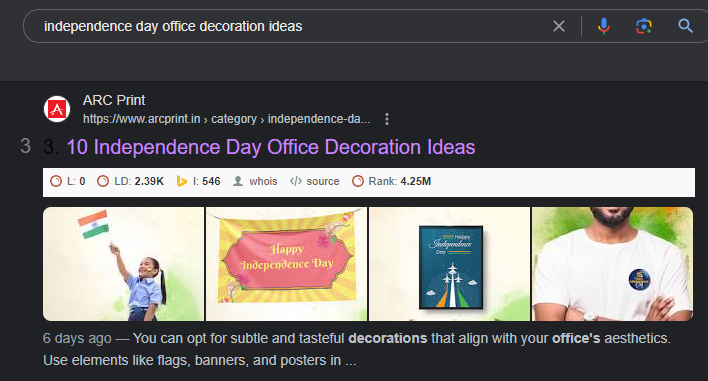 independence day office decoration ideas
ARC Print
https://www.arcprint.in › category › independence-da...
3 3. 10 Independence Day Office Decoration Ideas
L: 0 LD: 2.39K I: 546 whois </> source Rank: 4.25M
Happy
Independence Day
Happy
Independence
Day
6 days ago — You can opt for subtle and tasteful decorations that align with your office's aesthetics.
Use elements like flags, banners, and posters in ...